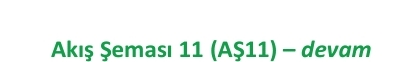 Akış Şeması 11 (AŞ11) – devam